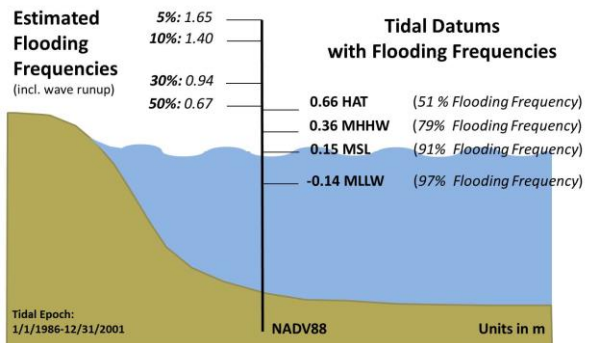 Estimated
Flooding
Frequencies
(incl. wave runup)
5%: 1.65
10%: 1.40
30%: 0.94
50%: 0.67
Tidal Datums
with Flooding Frequencies
0.66 HAT (51 % Flooding Frequency)
0.36 MHHW (79% Flooding Frequency)
0.15 MSL (91% Flooding Frequency)
-0.14 MLLW (97% Flooding Frequency)
Tidal Epoch:
1/1/1986-12/31/2001
NADV88
Units in m